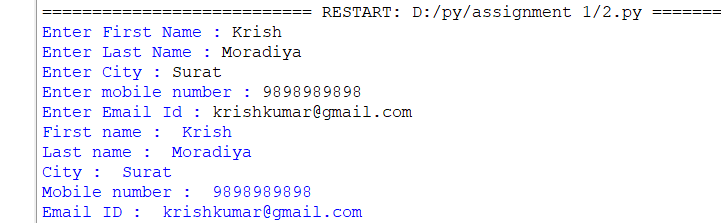 ============================ RESTART: D:/py/assignment 1/2.py =======
Enter First Name : Krish
Enter Last Name : Moradiya
Enter City : Surat
Enter mobile number : 9898989898
Enter Email Id : krishkumar@gmail.com
First name :  Krish
Last name :  Moradiya
City :  Surat
Mobile number :  9898989898
Email ID :  krishkumar@gmail.com